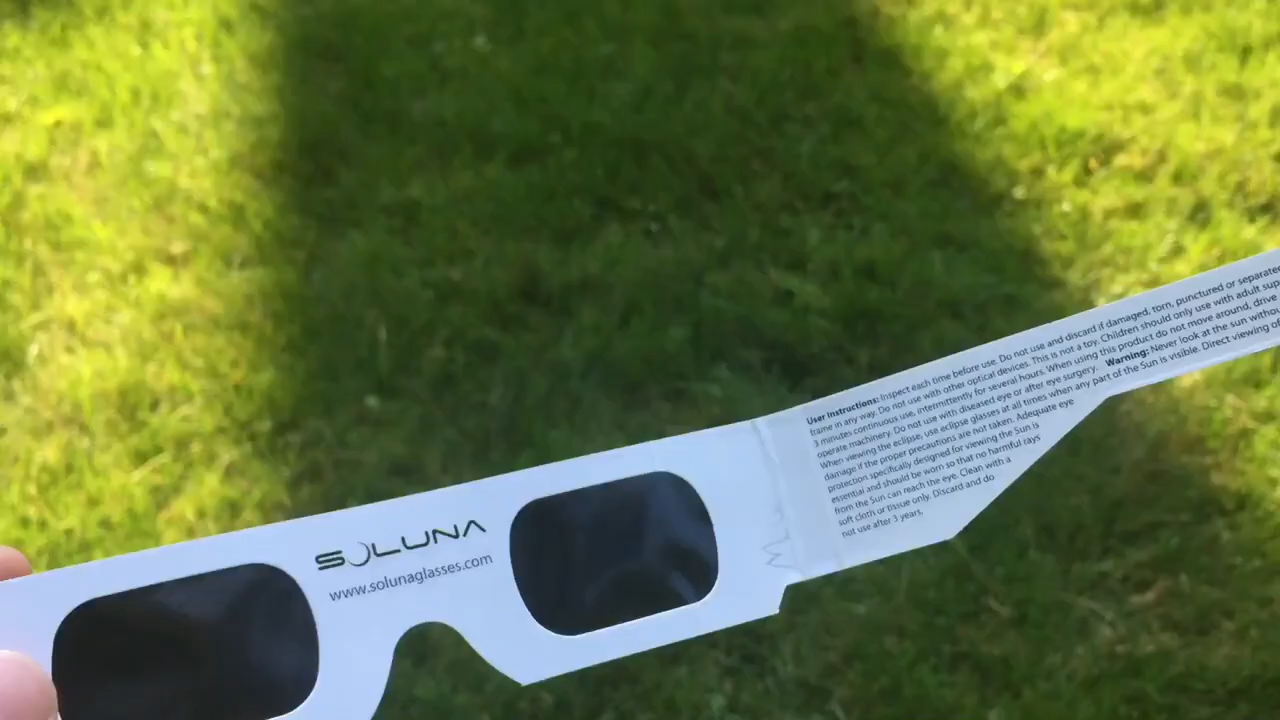 SOLUNA
www.solunaglasses.com
User Instructions: Inspect each time before use. Do not use and discard if damaged, torn, punctured or separated
frame in any way. Do not use with other optical devices. This is not a toy. Children should only use with adult
3 minutes continuous use, intermittently for several hours. When using this product do not move around, drive
operate machinery. Do not use with diseased eye or after eye surgery. Warning: Never look at the sun
When viewing the eclipse, use eclipse glasses at all times when any part of the Sun is visible. Direct viewing
damage if the proper precautions are not taken. Adequate eye
protection specifically designed for viewing the Sun is
essential and should be worn so that no harmful rays
from the Sun can reach the eye. Clean with a
soft cloth or tissue only. Discard and do
not use after 3 years.